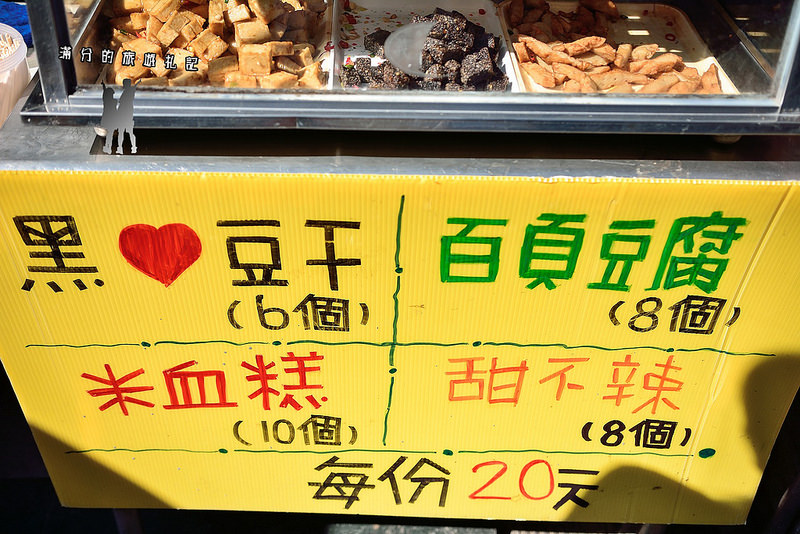 滿分的旅遊札記
黑❤豆干
(6個)
百頁豆腐
(8個)
米血糕
(10個)
甜不辣
(8個)
每份20元